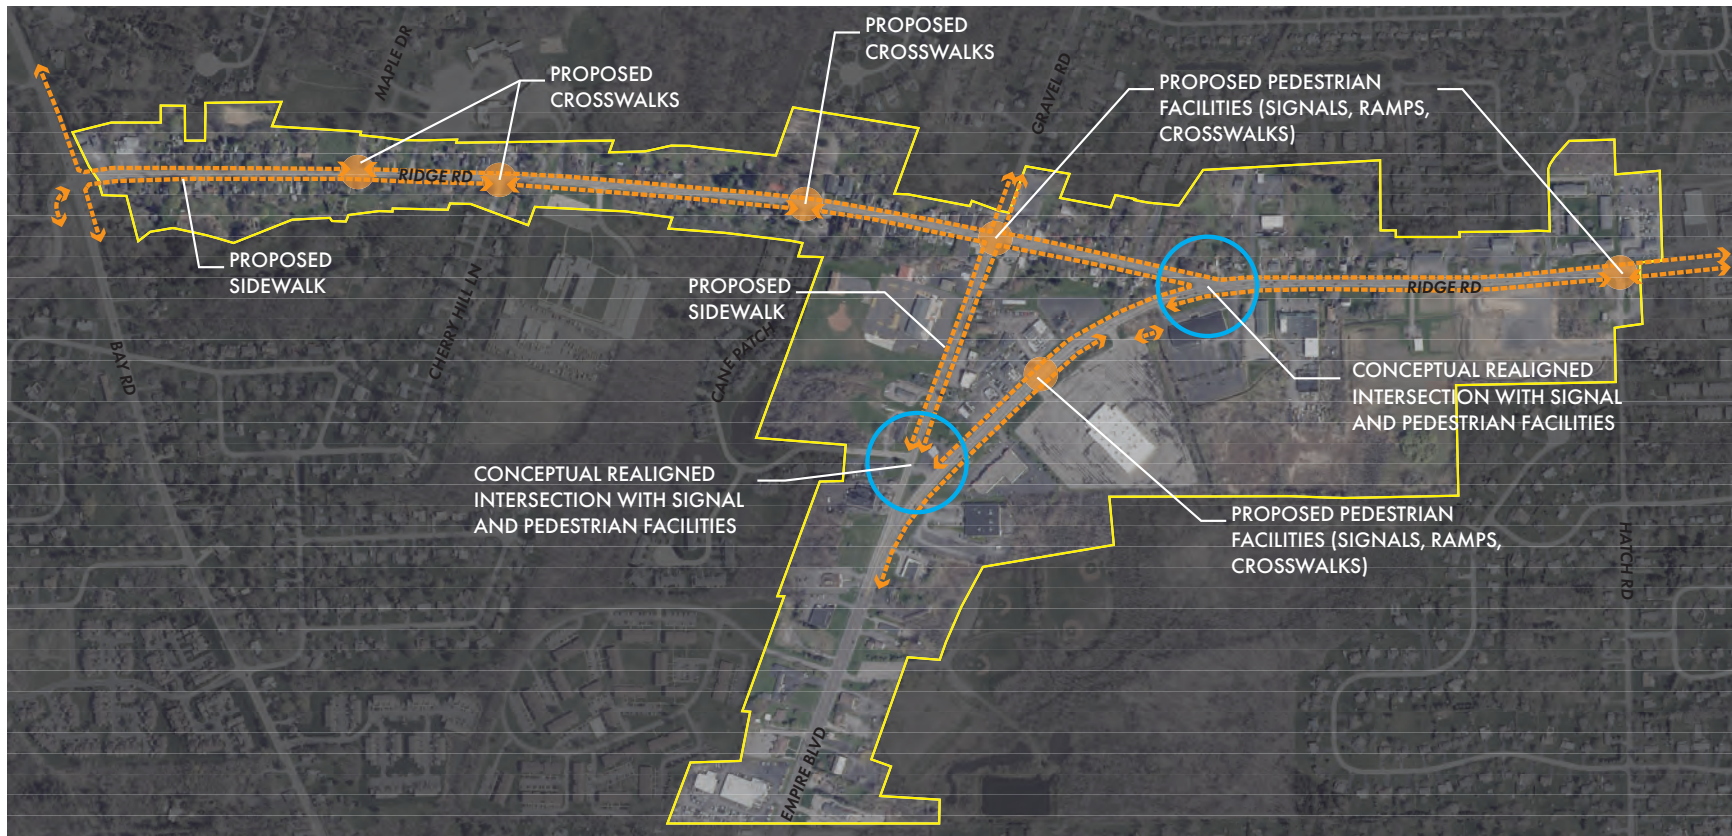 PROPOSED
CROSSWALKS
MAPLE DR
PROPOSED
CROSSWALKS
GRAVEL RD
PROPOSED PEDESTRIAN
FACILITIES (SIGNALS, RAMPS,
CROSSWALKS)
RIDGE RD
PROPOSED
SIDEWALK
PROPOSED
SIDEWALK
RIDGE RD
CHERRY HILL LN
CANE PATCH
BAY RD
CONCEPTUAL REALIGNED
INTERSECTION WITH SIGNAL
AND PEDESTRIAN FACILITIES
CONCEPTUAL REALIGNED
INTERSECTION WITH SIGNAL
AND PEDESTRIAN FACILITIES
PROPOSED PEDESTRIAN
FACILITIES (SIGNALS, RAMPS,
CROSSWALKS)
HATCH RD
EMPIRE BLVD